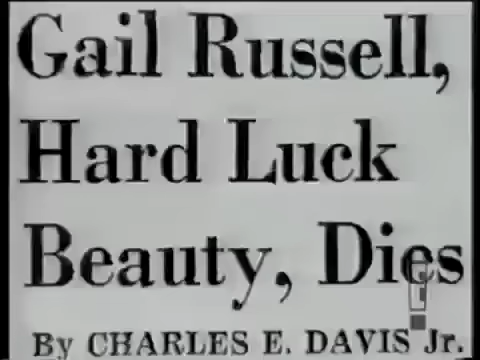 Gail Russell,
Hard Luck
Beauty, Dies
By CHARLES E. DAVIS Jr.